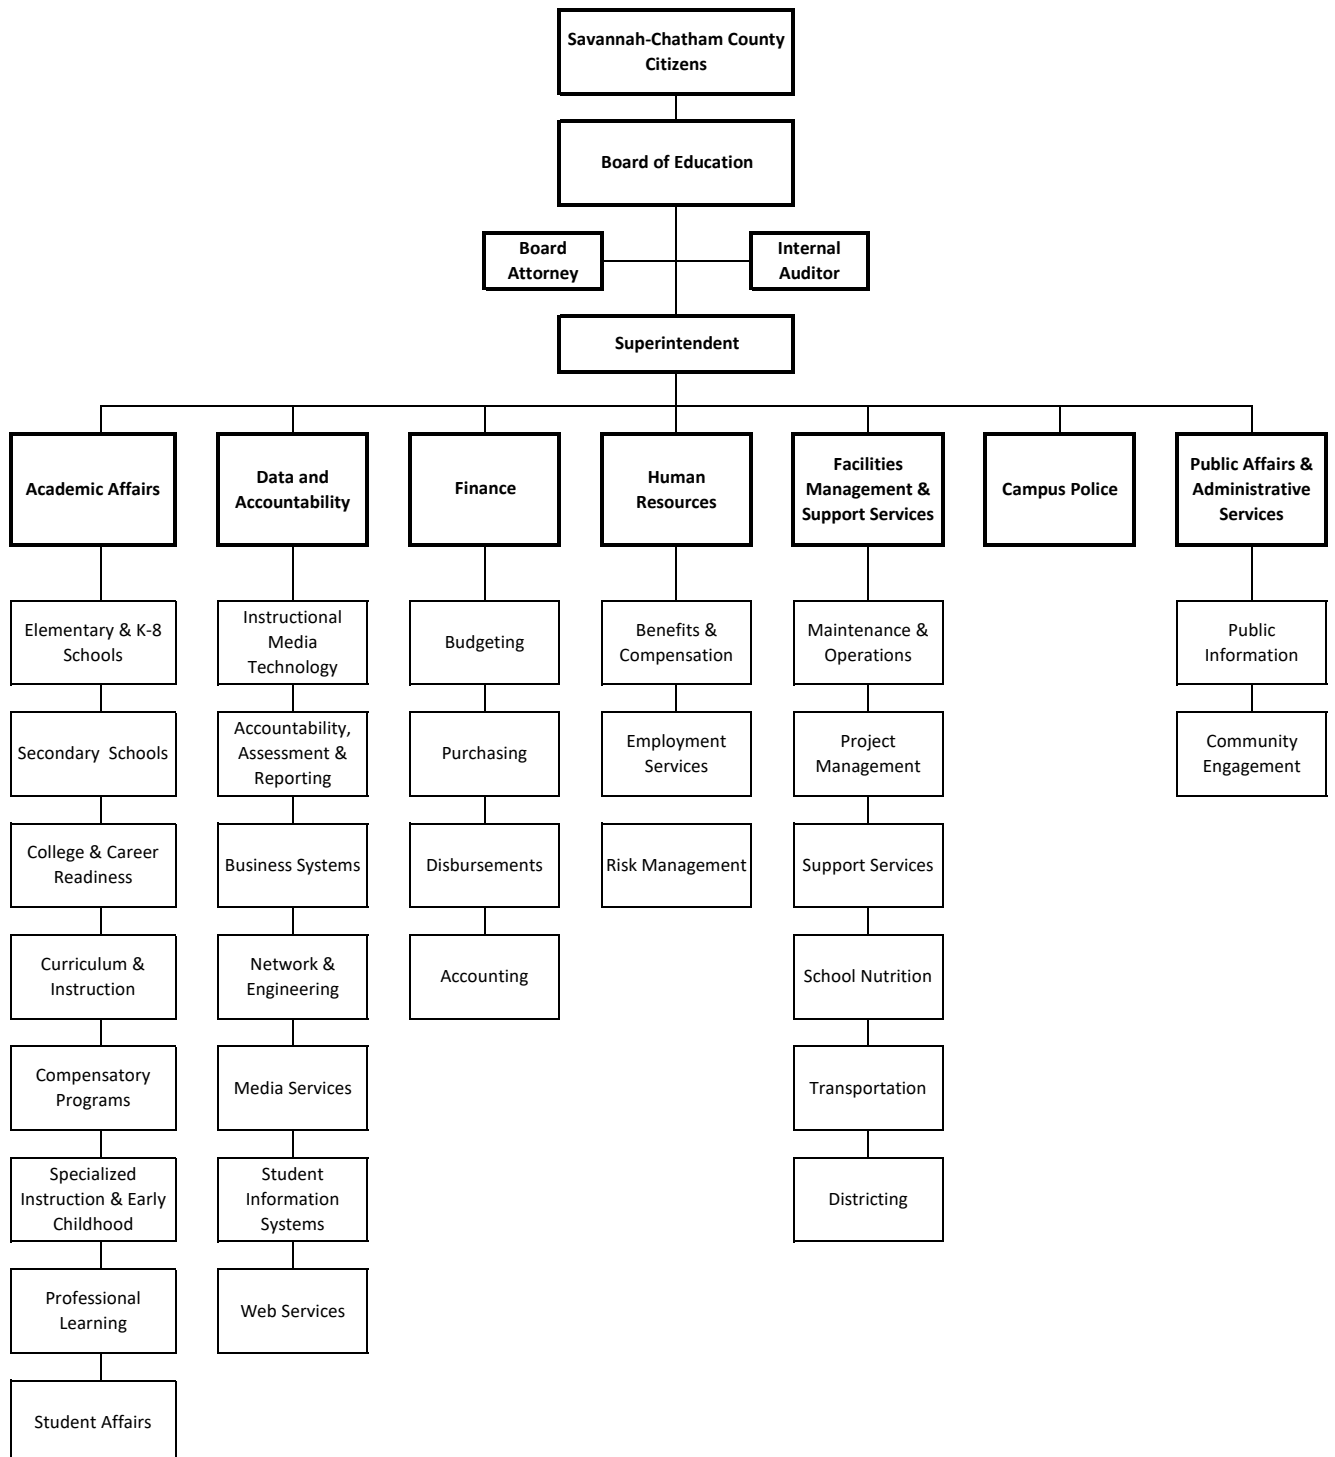 Savannah-Chatham County
Citizens
Board of Education
Board
Attorney
Internal
Auditor
Superintendent
Academic Affairs
Data and
Accountability
Finance
Human
Resources
Facilities
Management &
Support Services
Campus Police
Public Affairs &
Administrative
Services
Elementary & K-8
Schools
Instructional
Media
Technology
Budgeting
Benefits &
Compensation
Maintenance &
Operations
Public
Information
Secondary  Schools
Accountability,
Assessment &
Reporting
Purchasing
Employment
Services
Project
Management
Community
Engagement
College & Career
Readiness
Business Systems
Disbursements
Risk Management
Support Services
Curriculum &
Instruction
Network &
Engineering
Accounting
School Nutrition
Compensatory
Programs
Media Services
Transportation
Specialized
Instruction & Early
Childhood
Student
Information
Systems
Districting
Professional
Learning
Web Services
Student Affairs